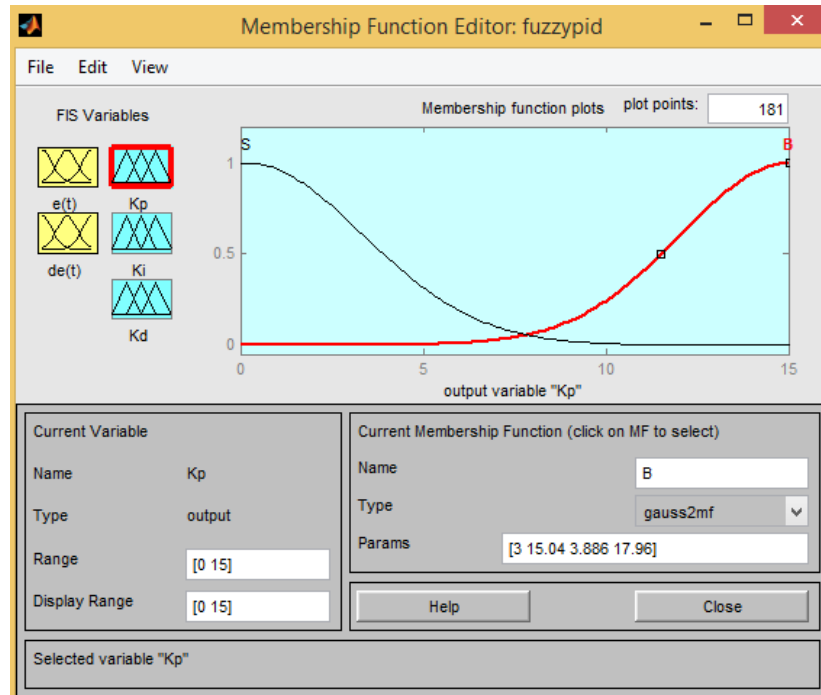 Membership Function Editor: fuzzypid
File Edit View
FIS Variables
Membership function plots plot points: 181
e(t) Kp
de(t) Ki
Kd
S
B
1
0.5
0
0 5 10 15
output variable "Kp"
Current Variable
Name Kp
Type output
Range [0 15]
Display Range [0 15]
Current Membership Function (click on MF to select)
Name B
Type gauss2mf
Params [3 15.04 3.886 17.96]
Help Close
Selected variable "Kp"